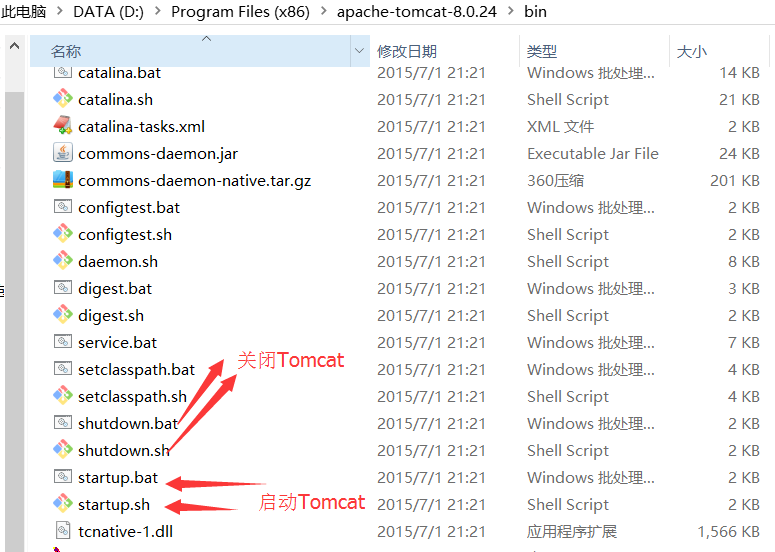 此电脑 > DATA (D:) > Program Files (x86) > apache-tomcat-8.0.24 > bin
名称 修改日期 类型 大小
catalina.bat 2015/7/1 21:21 Windows 批处理... 14 KB
catalina.sh 2015/7/1 21:21 Shell Script 21 KB
catalina-tasks.xml 2015/7/1 21:21 XML 文件 2 KB
commons-daemon.jar 2015/7/1 21:21 Executable Jar File 24 KB
commons-daemon-native.tar.gz 2015/7/1 21:21 360压缩 201 KB
configtest.bat 2015/7/1 21:21 Windows 批处理... 2 KB
configtest.sh 2015/7/1 21:21 Shell Script 2 KB
daemon.sh 2015/7/1 21:21 Shell Script 8 KB
digest.bat 2015/7/1 21:21 Windows 批处理... 3 KB
digest.sh 2015/7/1 21:21 Shell Script 2 KB
service.bat 2015/7/1 21:21 Windows 批处理... 7 KB
关闭Tomcat
setclasspath.bat 2015/7/1 21:21 Windows 批处理... 4 KB
setclasspath.sh 2015/7/1 21:21 Shell Script 4 KB
shutdown.bat 2015/7/1 21:21 Windows 批处理... 2 KB
shutdown.sh 2015/7/1 21:21 Shell Script 2 KB
startup.bat 2015/7/1 21:21 Windows 批处理... 2 KB
启动Tomcat
startup.sh 2015/7/1 21:21 Shell Script 2 KB
tcnative-1.dll 2015/7/1 21:21 应用程序扩展 1,566 KB